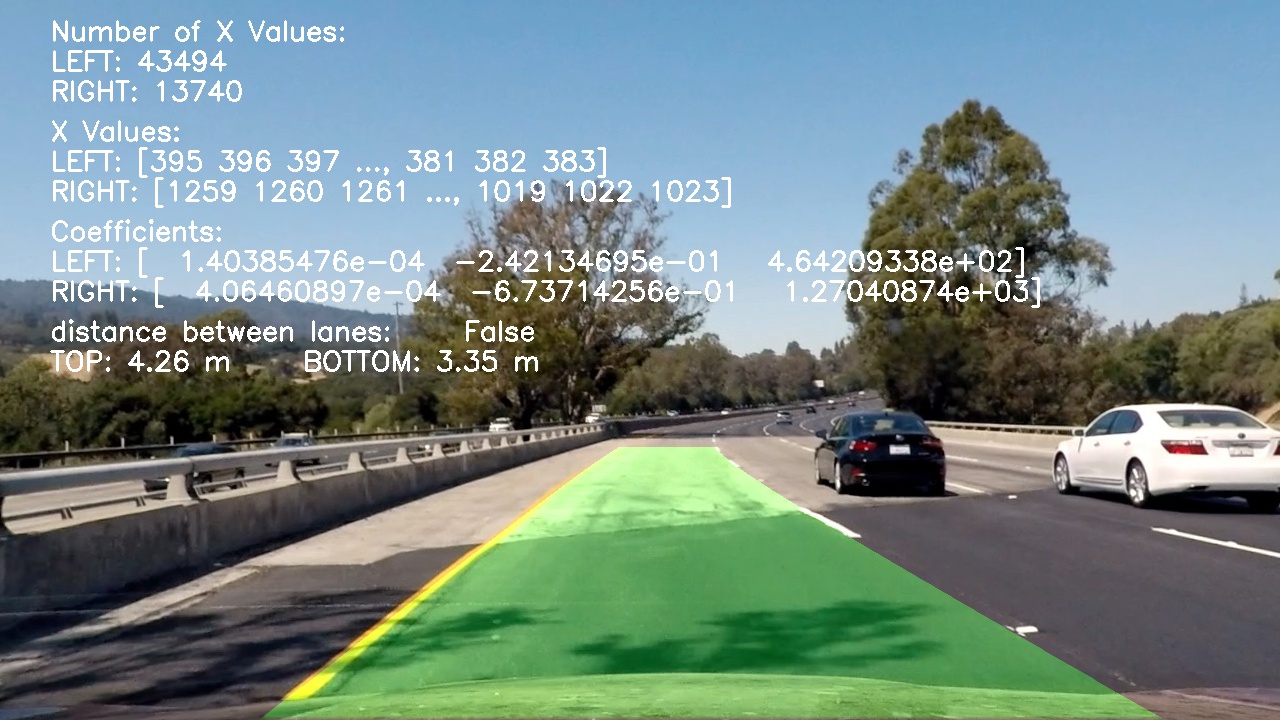 Number of X Values:
LEFT: 43494
RIGHT: 13740
X Values:
LEFT: [395 396 397 ..., 381 382 383]
RIGHT: [1259 1260 1261 ..., 1019 1022 1023]
Coefficients:
LEFT: [ 1.40385476e-04 -2.42134695e-01 4.64209338e+02]
RIGHT: [ 4.06460897e-04 -6.73714256e-01 1.27040874e+03]
distance between lanes: False
TOP: 4.26 m BOTTOM: 3.35 m